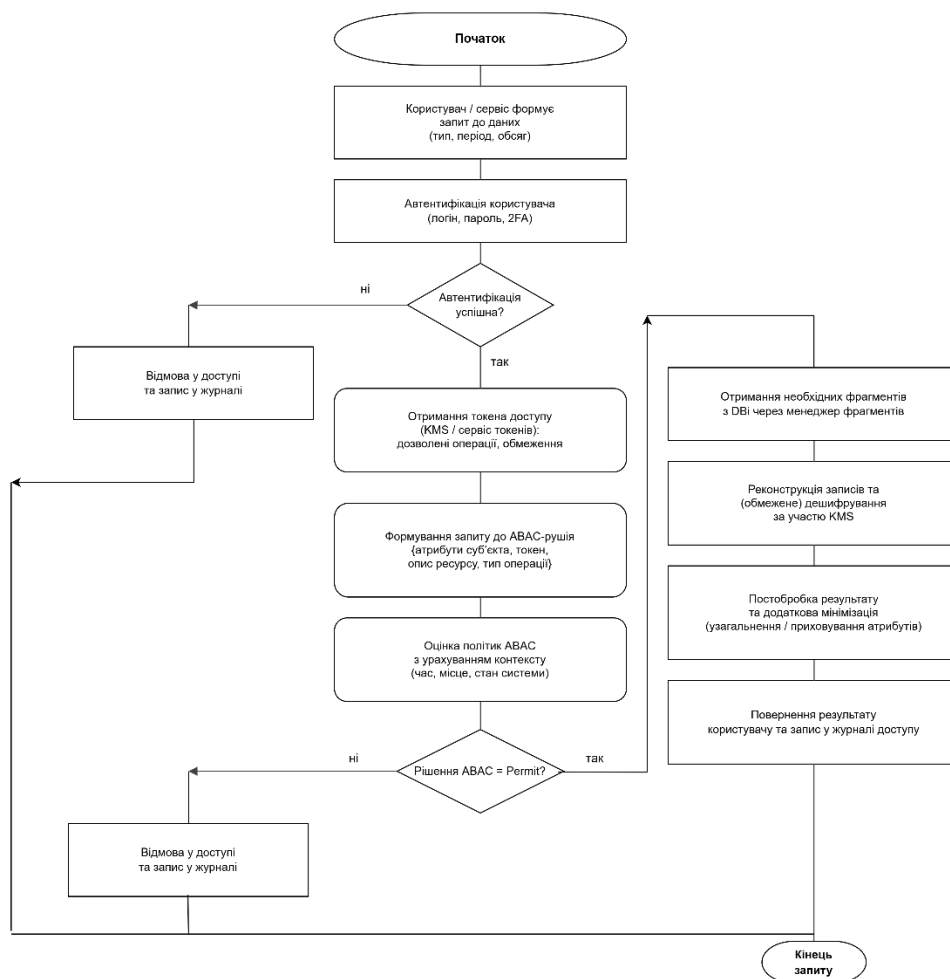 Початок
Користувач / сервіс формує
запит до даних
(тип, період, обсяг)
Автентифікація користувача
(логін, пароль, 2FA)
Автентифікація
успішна?
ні
так
Відмова у доступі
та запис у журналі
Отримання токена доступу
(KMS / сервіс токенів):
дозволені операції, обмеження
Формування запиту до ABAC-рушія
{атрибути суб'єкта, токен,
опис ресурсу, тип операції}
Оцінка політик ABAC
з урахуванням контексту
(час, місце, стан системи)
Рішення ABAC = Permit?
ні
так
Відмова у доступі
та запис у журналі
Отримання необхідних фрагментів
з DBi через менеджер фрагментів
Реконструкція записів та
(обмежене) дешифрування
за участю KMS
Постобробка результату
та додаткова мінімізація
(узагальнення / приховування атрибутів)
Повернення результату
користувачу та запис у журналі доступу
Кінець
запиту